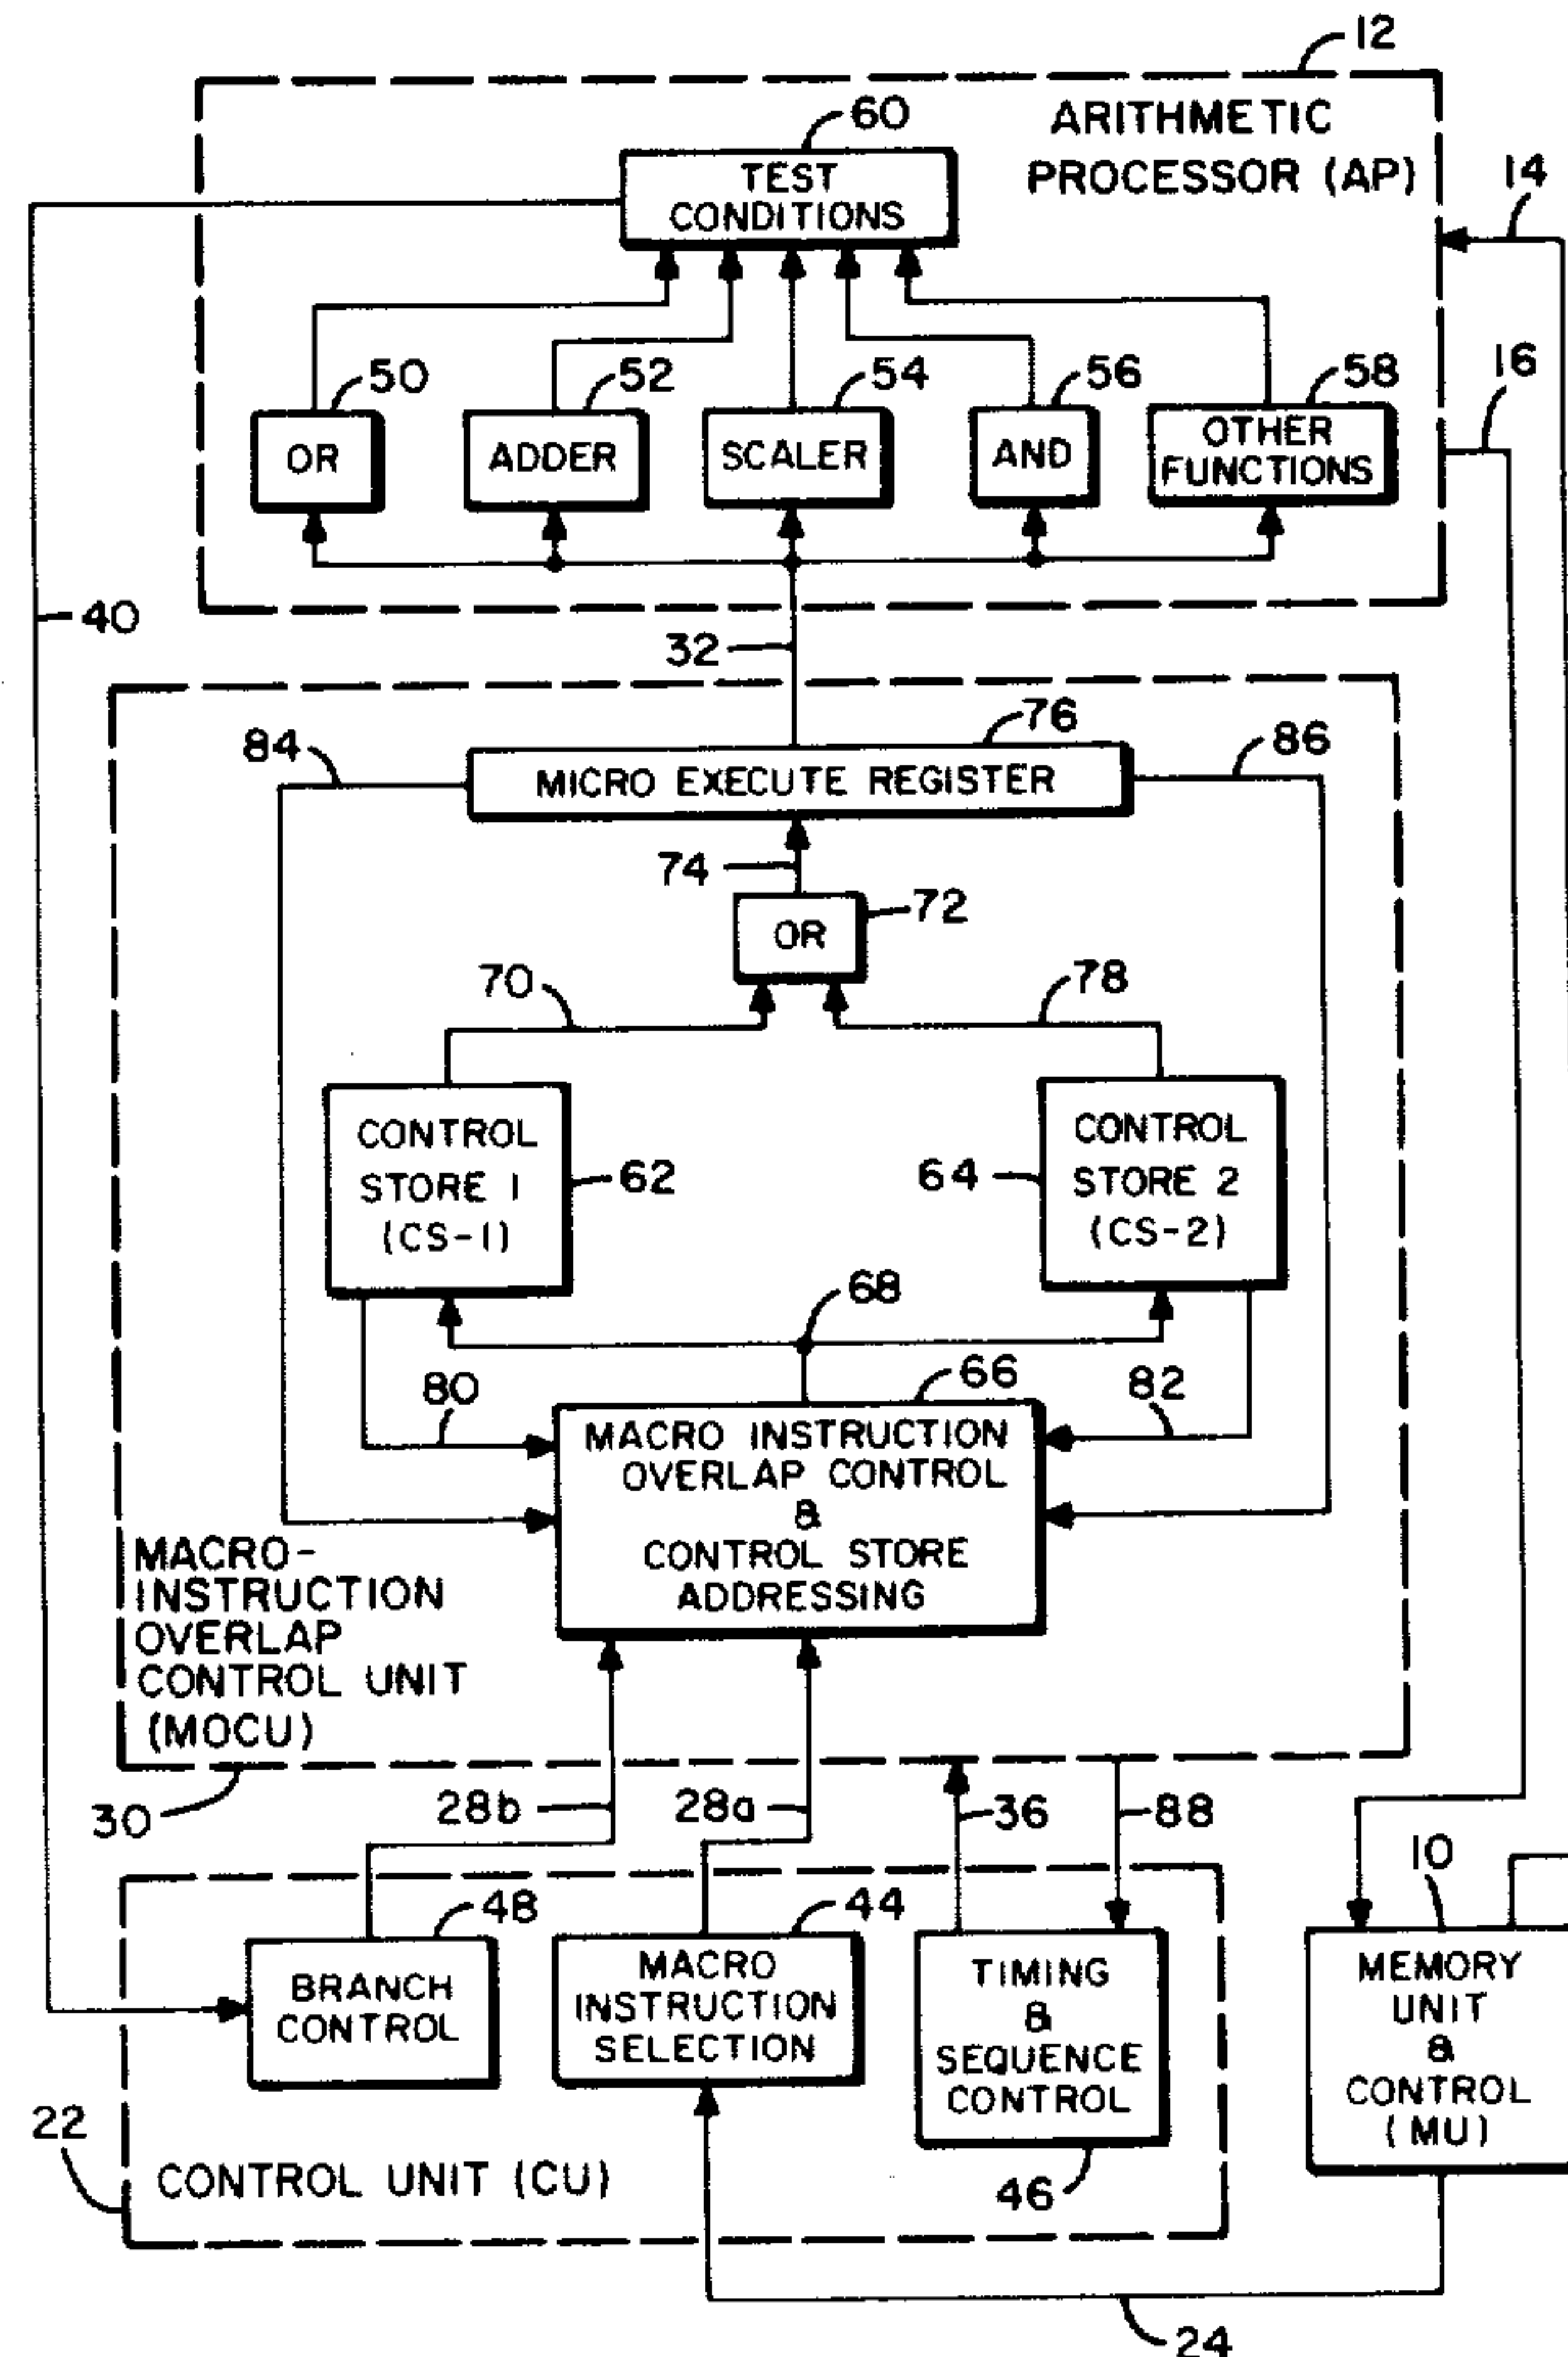 12
ARITHMETIC
PROCESSOR (AP)
60
TEST
CONDITIONS
14
50
52
54
56
58
16
OR
ADDER
SCALER
AND
OTHER
FUNCTIONS
40
32
76
84
86
MICRO EXECUTE REGISTER
74
72
OR
70
78
CONTROL
STORE 1
(CS-1)
62
64
CONTROL
STORE 2
(CS-2)
68
66
80
82
MACRO INSTRUCTION
OVERLAP CONTROL
&
CONTROL STORE
ADDRESSING
MACRO-
INSTRUCTION
OVERLAP
CONTROL UNIT
(MOCU)
30
28b
28a
36
88
10
48
44
BRANCH
CONTROL
MACRO
INSTRUCTION
SELECTION
TIMING
&
SEQUENCE
CONTROL
MEMORY
UNIT
&
CONTROL
(MU)
22
CONTROL UNIT (CU)
46
24